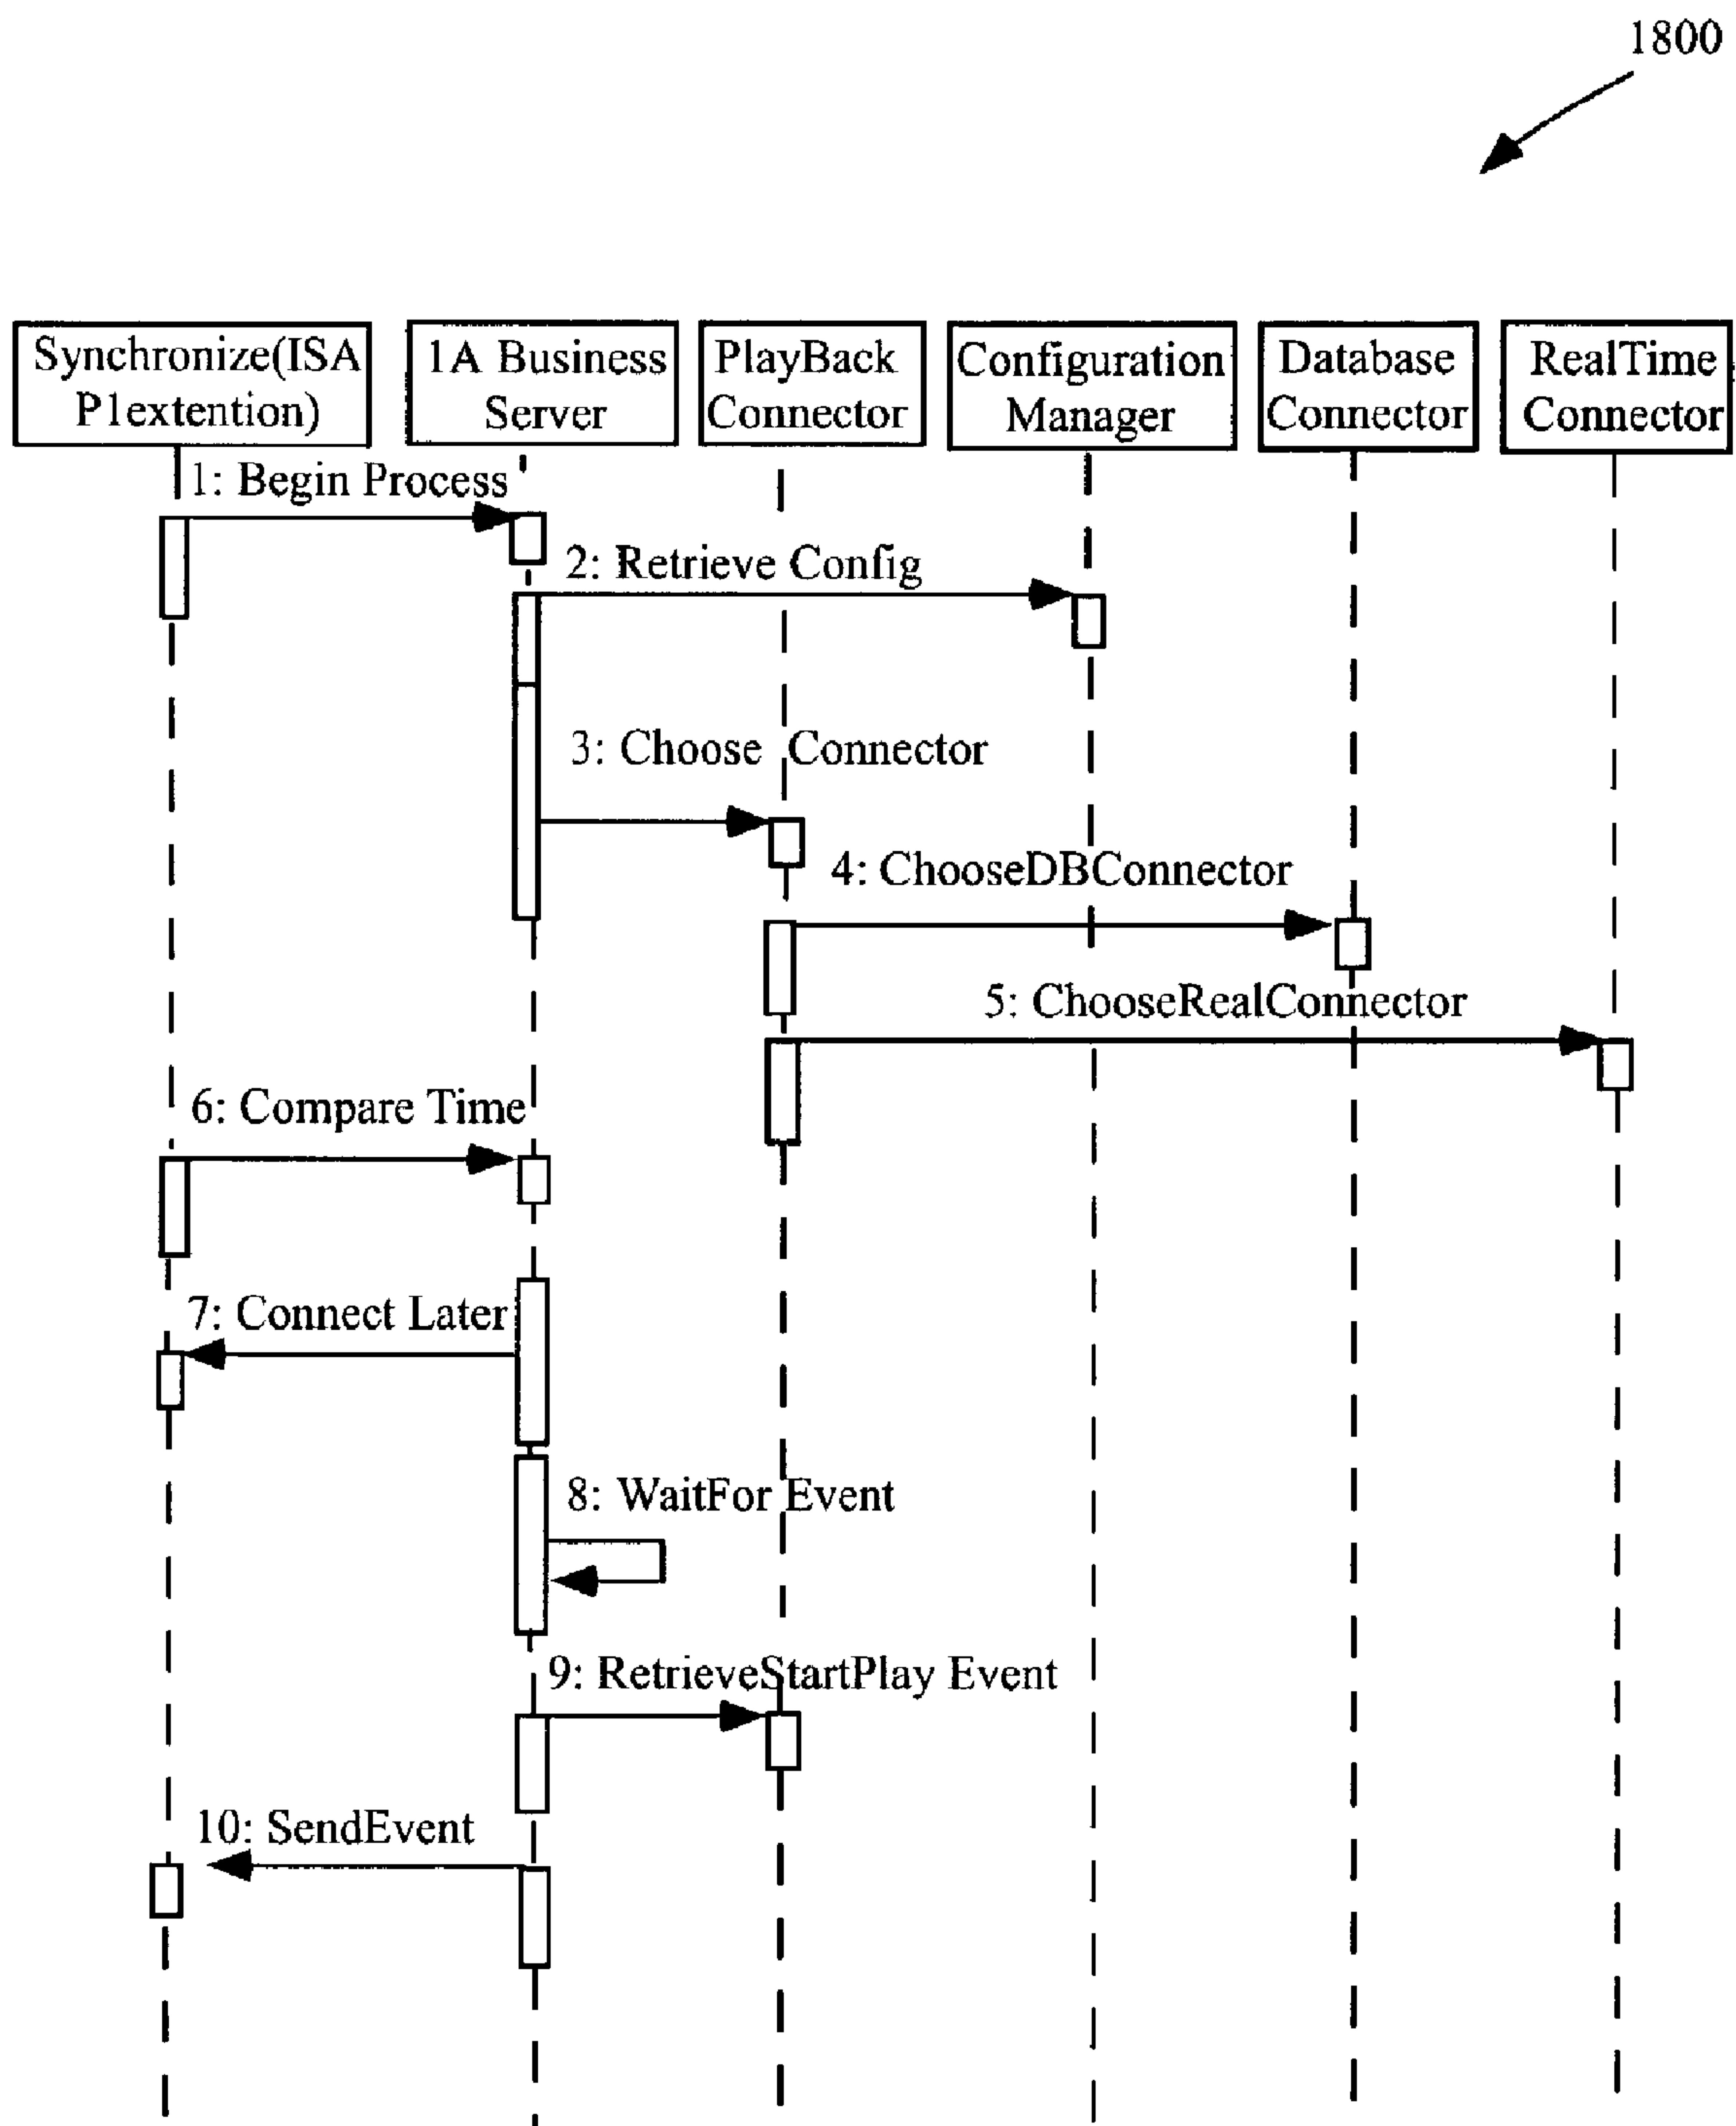 1800
Synchronize(ISA
P1extention)
1A Business
Server
PlayBack
Connector
Configuration
Manager
Database
Connector
RealTime
Connector
1: Begin Process
2: Retrieve Config
3: Choose Connector
4: ChooseDBConnector
5: ChooseRealConnector
6: Compare Time
7: Connect Later
8: WaitFor Event
9: RetrieveStartPlay Event
10: SendEvent